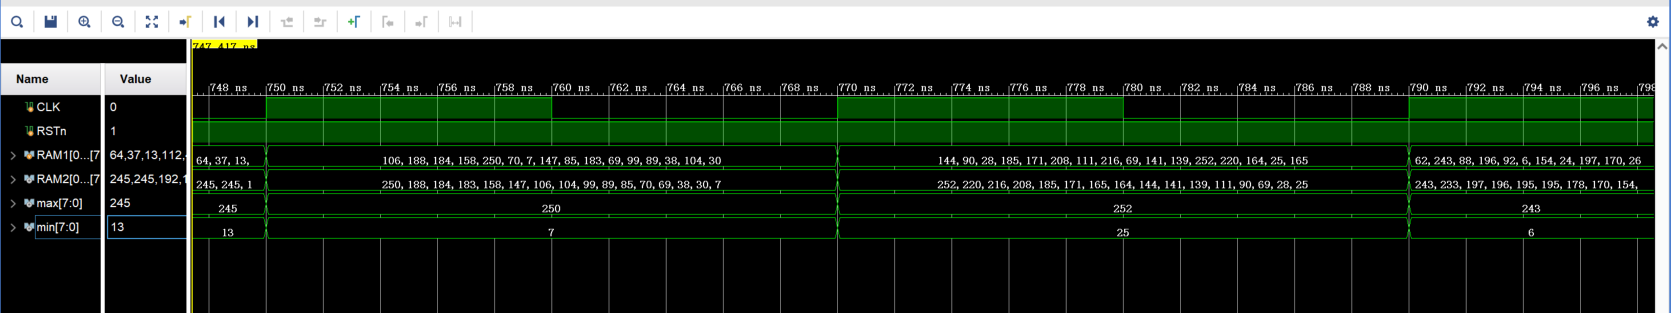 747.417 ns
748 ns 750 ns 752 ns 754 ns 756 ns 758 ns 760 ns 762 ns 764 ns 766 ns 768 ns 770 ns 772 ns 774 ns 776 ns 778 ns 780 ns 782 ns 784 ns 786 ns 788 ns 790 ns 792 ns 794 ns 796 ns 798
Name Value
CLK 0
RSTn 1
RAM1[0...[7 64,37,13,112, 64, 37, 13, 106, 188, 184, 158, 250, 70, 7, 147, 85, 183, 69, 99, 89, 38, 104, 30 144, 90, 28, 185, 171, 208, 111, 216, 69, 141, 139, 252, 220, 164, 25, 165 62, 243, 88, 196, 92, 6, 154, 24, 197, 170, 26
RAM2[0...[7 245,245,192,1 245, 245, 1 250, 188, 184, 183, 158, 147, 106, 104, 99, 89, 85, 70, 69, 38, 30, 7 252, 220, 216, 208, 185, 171, 165, 164, 144, 141, 139, 111, 90, 69, 28, 25 243, 233, 197, 196, 195, 195, 178, 170, 154,
max[7:0] 245 245 250 252 243
min[7:0] 13 13 7 25 6